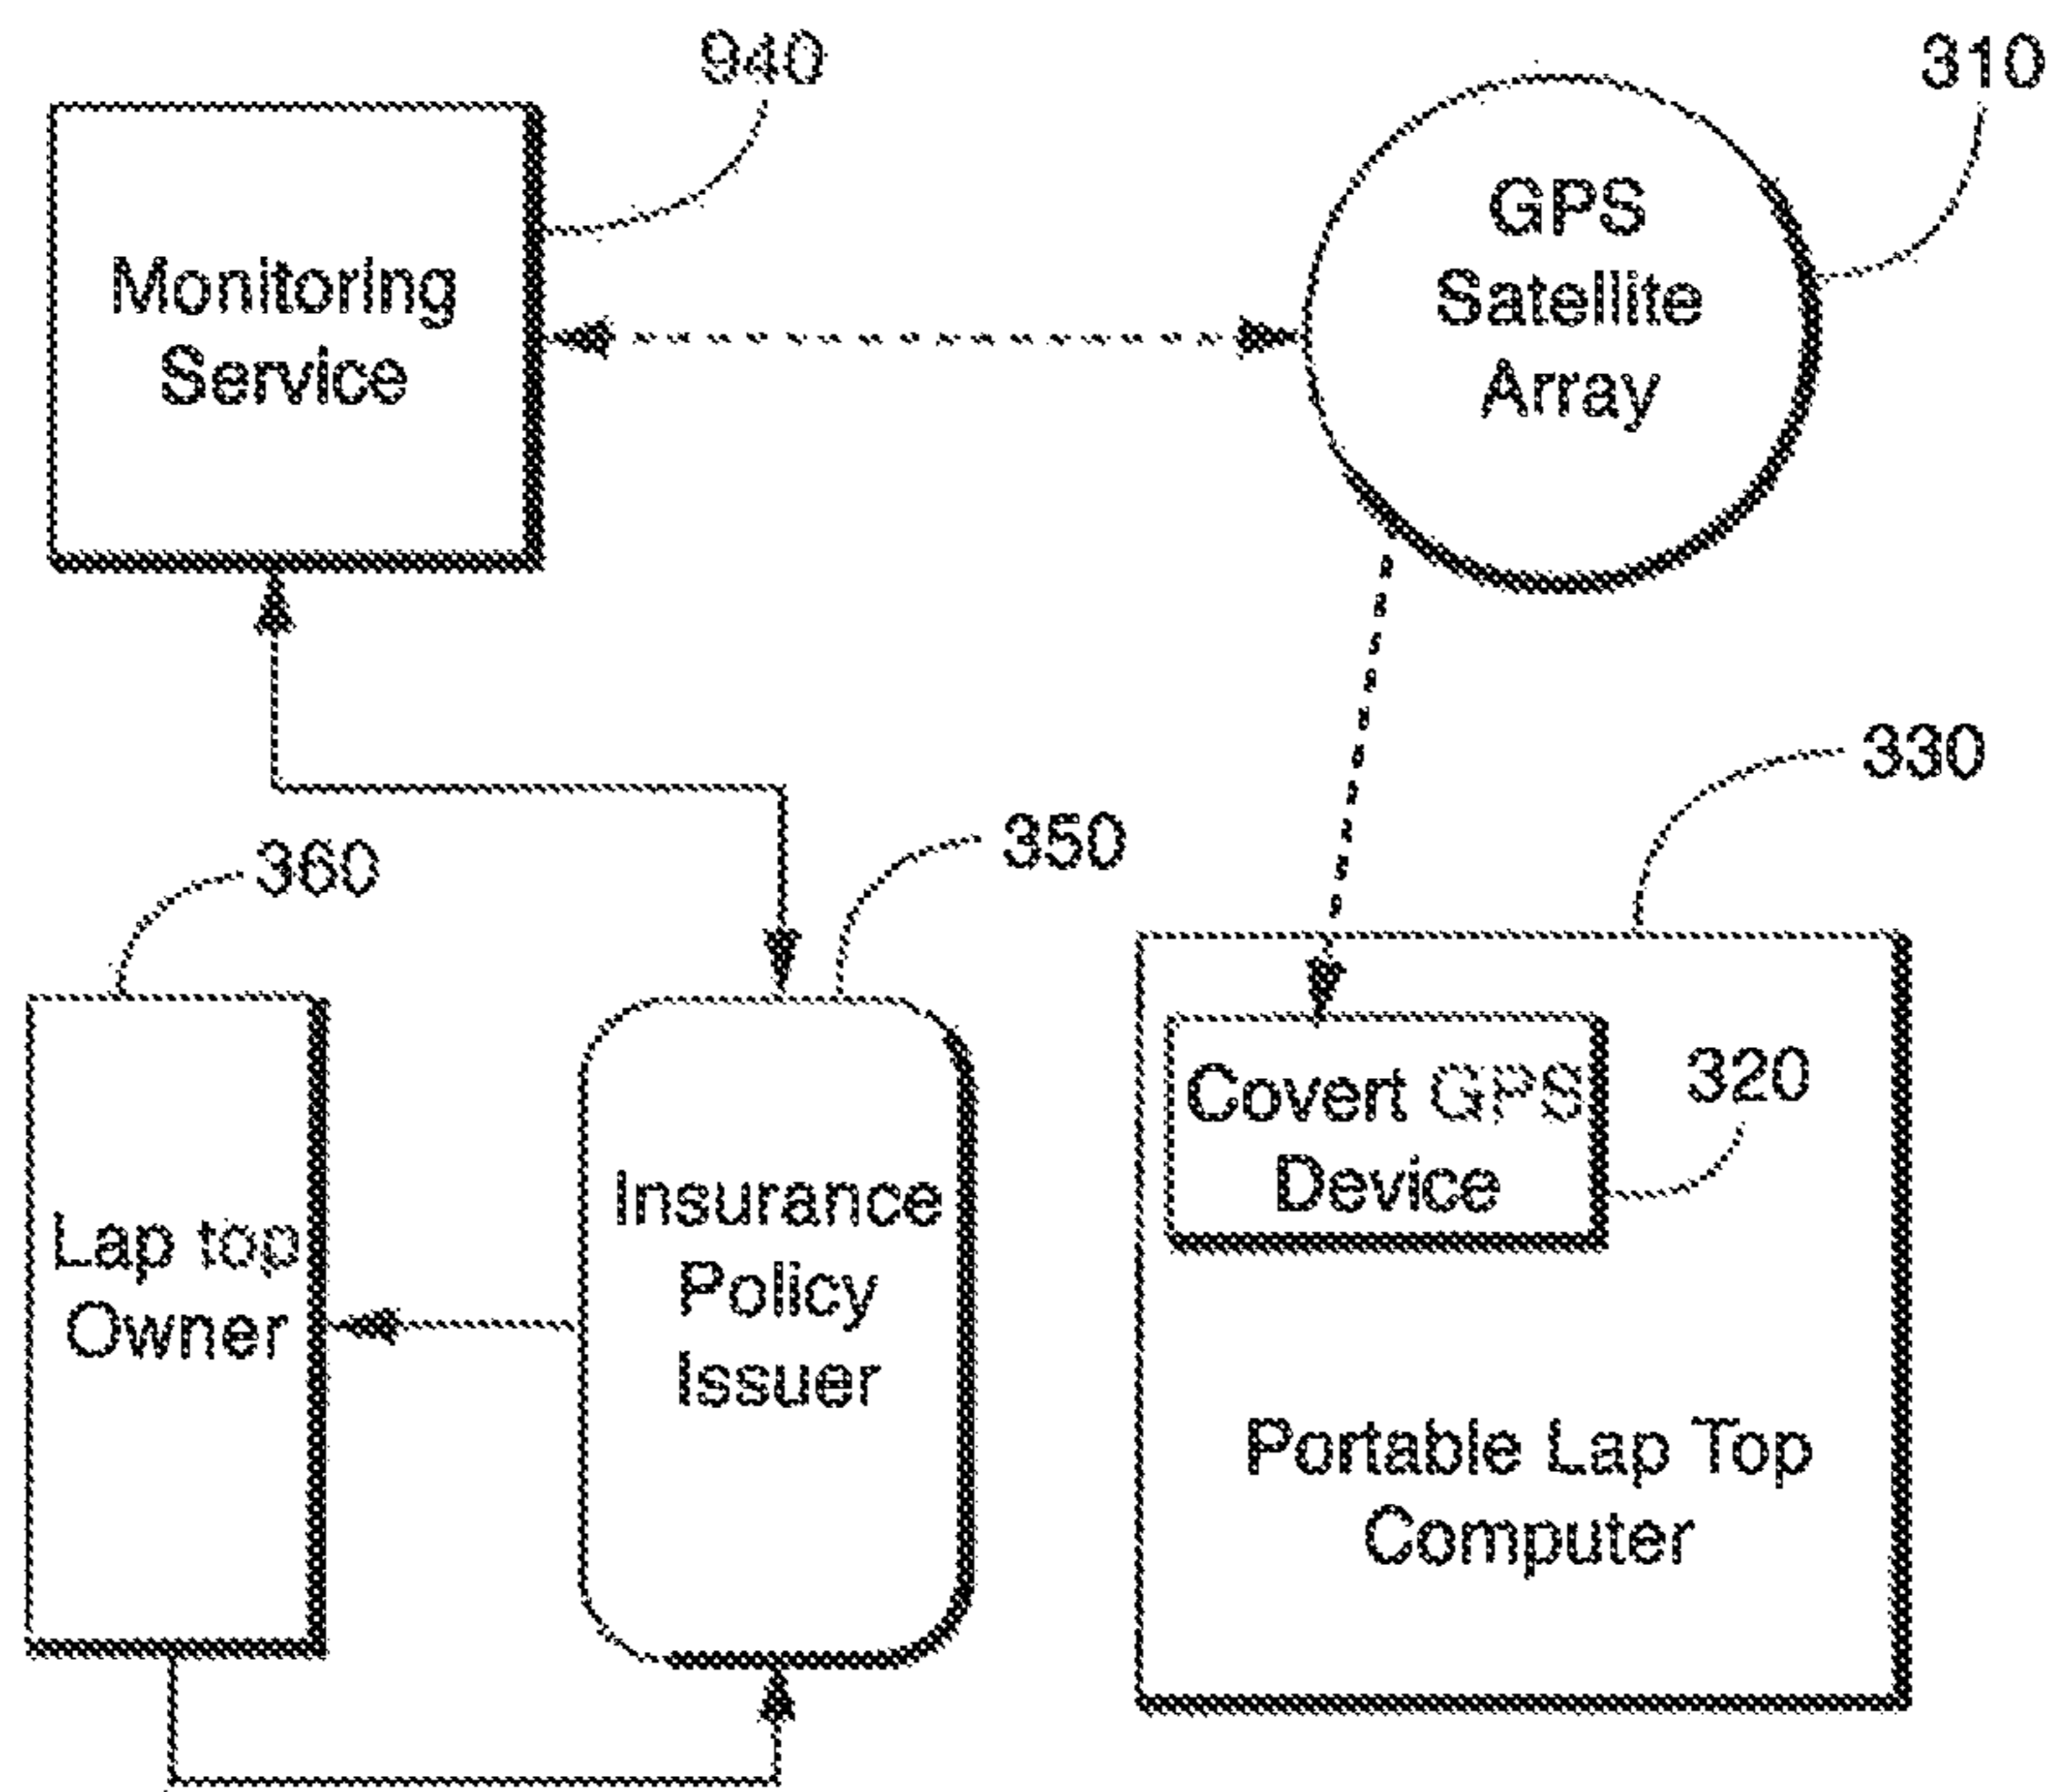 940
310
Monitoring
Service
GPS
Satellite
Array
330
350
360
Covert GPS
Device
320
Insurance
Policy
Issuer
Lap top
Owner
Portable Lap Top
Computer